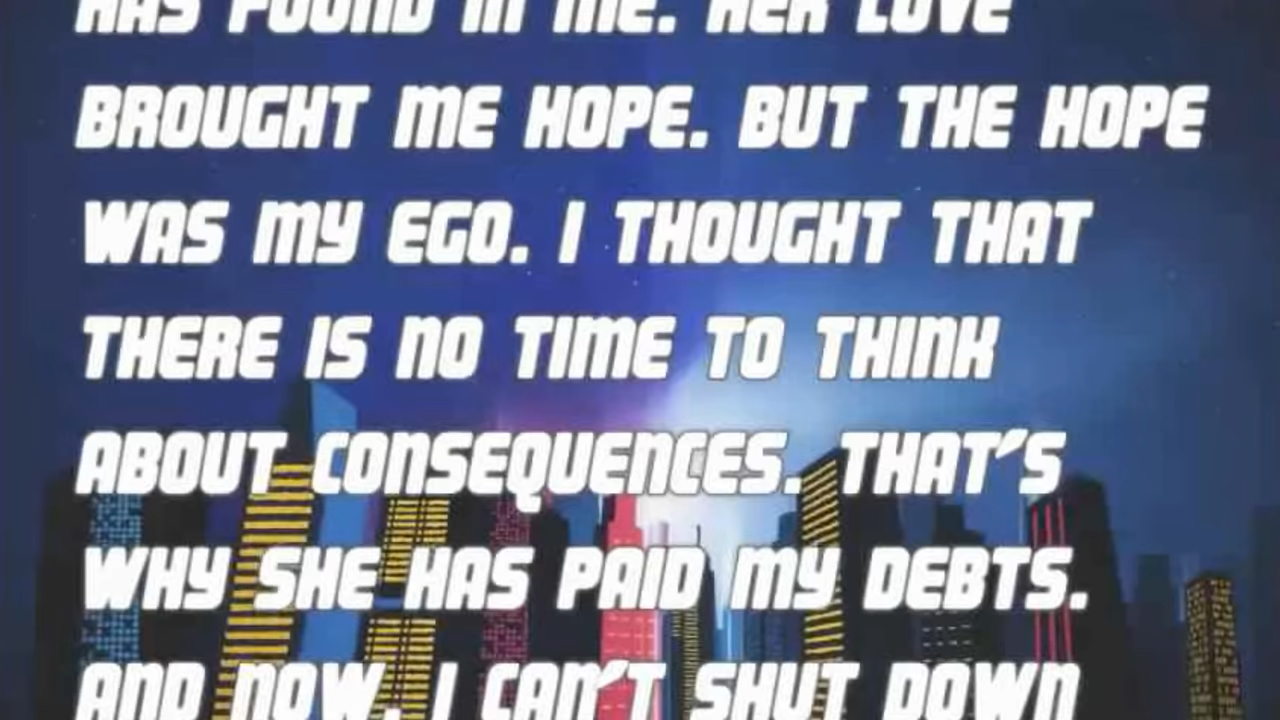 HAS FOUND IN ME. HER LOVE
BROUGHT ME HOPE. BUT THE HOPE
WAS MY EGO. I THOUGHT THAT
THERE IS NO TIME TO THINK
ABOUT CONSEQUENCES. THAT'S
WHY SHE HAS PAID MY DEBTS.
AND NOW, I CAN'T SHUT DOWN